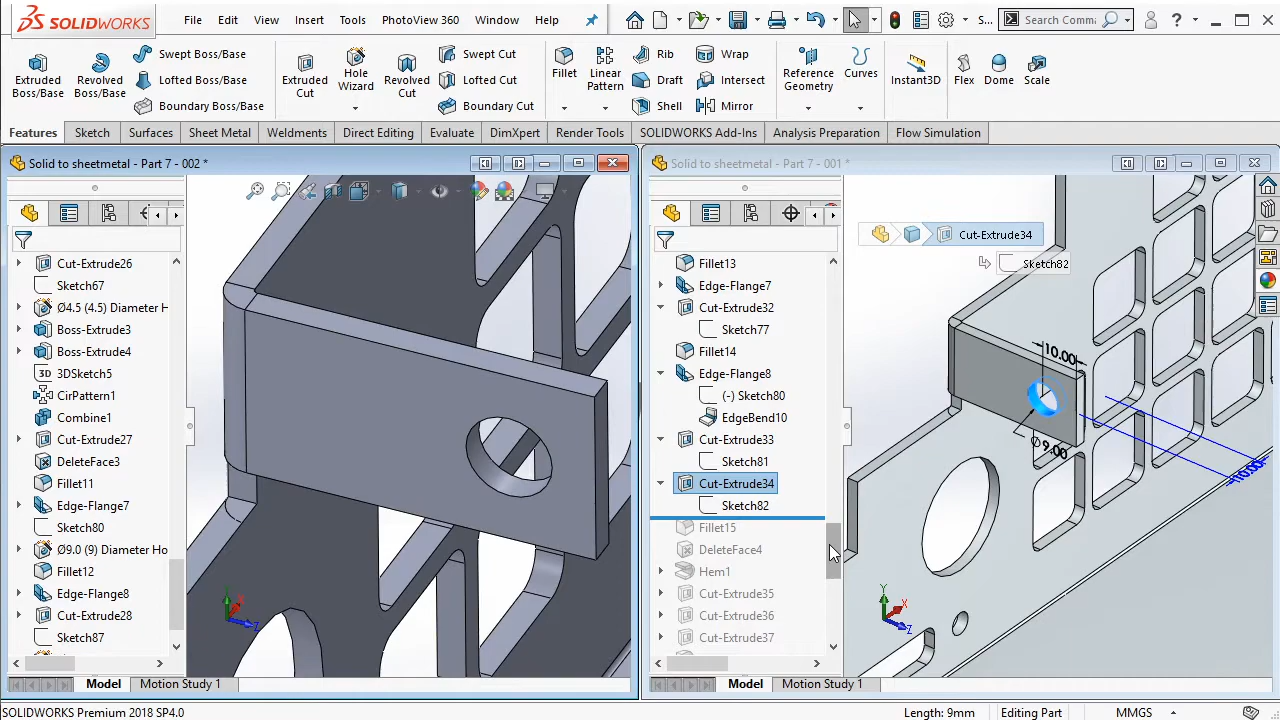 SOLIDWORKS
File Edit View Insert Tools PhotoView 360 Window Help
S... Search Comma
Extruded Boss/Base
Revolved Boss/Base
Swept Boss/Base
Lofted Boss/Base
Boundary Boss/Base
Extruded Cut
Hole Wizard
Revolved Cut
Swept Cut
Lofted Cut
Boundary Cut
Fillet
Linear Pattern
Rib
Draft
Shell
Wrap
Intersect
Mirror
Reference Geometry
Curves
Instant3D
Flex
Dome
Scale
Features Sketch Surfaces Sheet Metal Weldments Direct Editing Evaluate DimXpert Render Tools SOLIDWORKS Add-Ins Analysis Preparation Flow Simulation
Solid to sheetmetal - Part 7 - 002 *
Cut-Extrude26
Sketch67
Ø4.5 (4.5) Diameter H
Boss-Extrude3
Boss-Extrude4
3D 3DSketch5
CirPattern1
Combine1
Cut-Extrude27
DeleteFace3
Fillet11
Edge-Flange7
Sketch80
Ø9.0 (9) Diameter Ho
Fillet12
Edge-Flange8
Cut-Extrude28
Sketch87
Y
X
Z
Model Motion Study 1
Solid to sheetmetal - Part 7 - 001 *
Fillet13
Edge-Flange7
Cut-Extrude32
Sketch77
Fillet14
Edge-Flange8
(-) Sketch80
EdgeBend10
Cut-Extrude33
Sketch81
Cut-Extrude34
Sketch82
Fillet15
DeleteFace4
Hem1
Cut-Extrude35
Cut-Extrude36
Cut-Extrude37
Cut-Extrude34
Sketch82
10.00
Ø9.00
10.00
Y
X
Z
Model Motion Study 1
SOLIDWORKS Premium 2018 SP4.0
Length: 9mm Editing Part MMGS